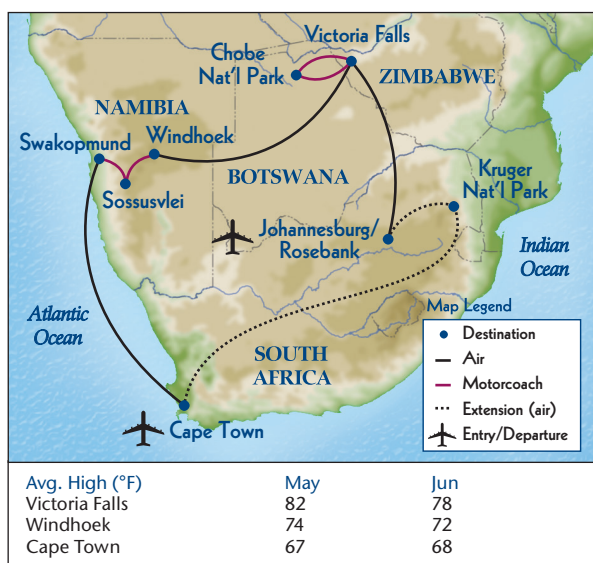 Victoria Falls
Chobe
Nat'l Park
ZIMBABWE
NAMIBIA
Swakopmund
Windhoek
Sossusvlei
BOTSWANA
Kruger
Nat'l Park
Johannesburg/
Rosebank
Indian
Ocean
Atlantic
Ocean
SOUTH
AFRICA
Cape Town
Map Legend
Destination
Air
Motorcoach
Extension (air)
Entry/Departure
Avg. High (°F) May Jun
Victoria Falls 82 78
Windhoek 74 72
Cape Town 67 68